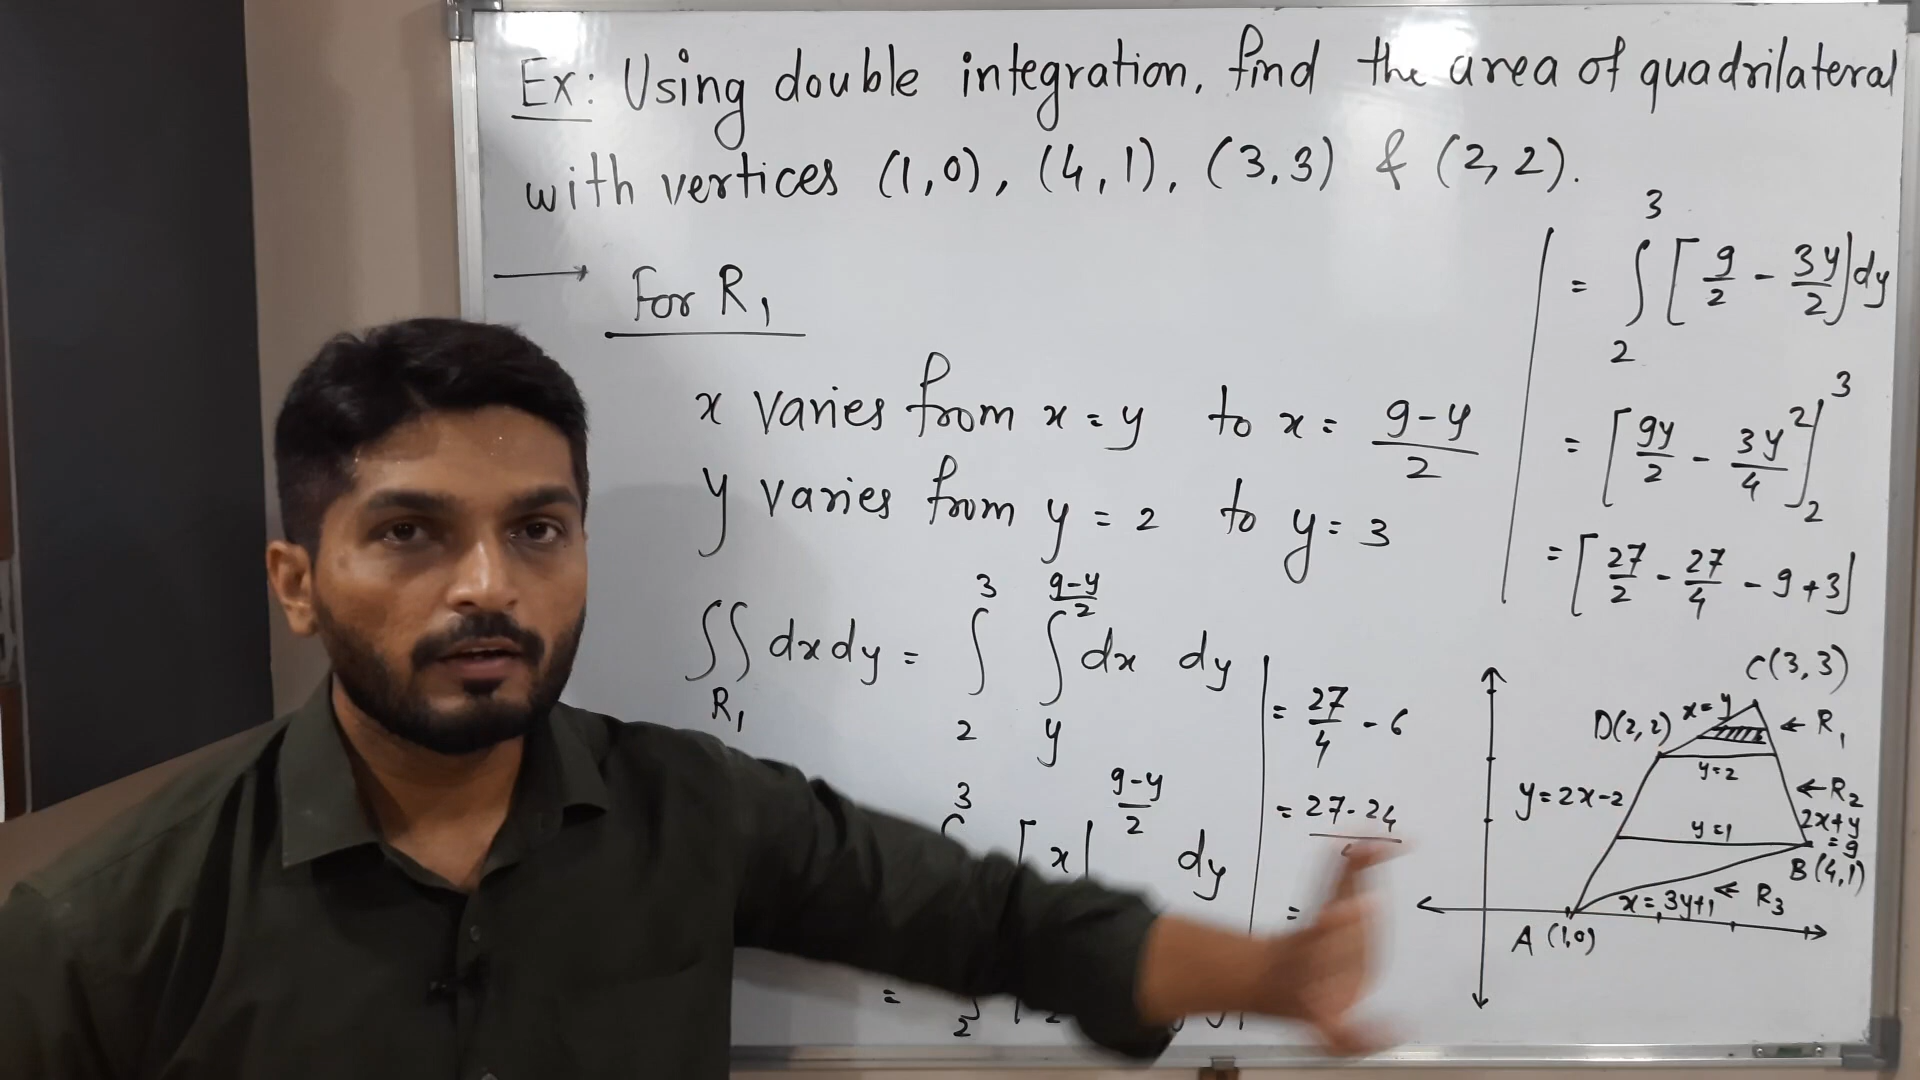 Ex: Using double integration, find the area of quadrilateral
with vertices (1,0), (4,1), (3,3) & (2,2).
→ For R₁
x varies from x = y to x = (9-y)/2
y varies from y = 2 to y = 3
∬_R₁ dx dy = ∫_2^3 ∫_y^((9-y)/2) dx dy
3 [x| (9-y)/2 dy
=
2
= ∫_2^3 [9/2 - 3y/2] dy
= [9y/2 - 3y²/4]_2^3
= [27/2 - 27/4 - 9 + 3]
= 27/4 - 6
= 27-24
=
C(3,3)
D(2,2) x=y ← R₁
y=2
y=2x-2 ← R₂
2x+y
y=1 =9
B(4,1)
x=3y+1 ← R₃
A (1,0)